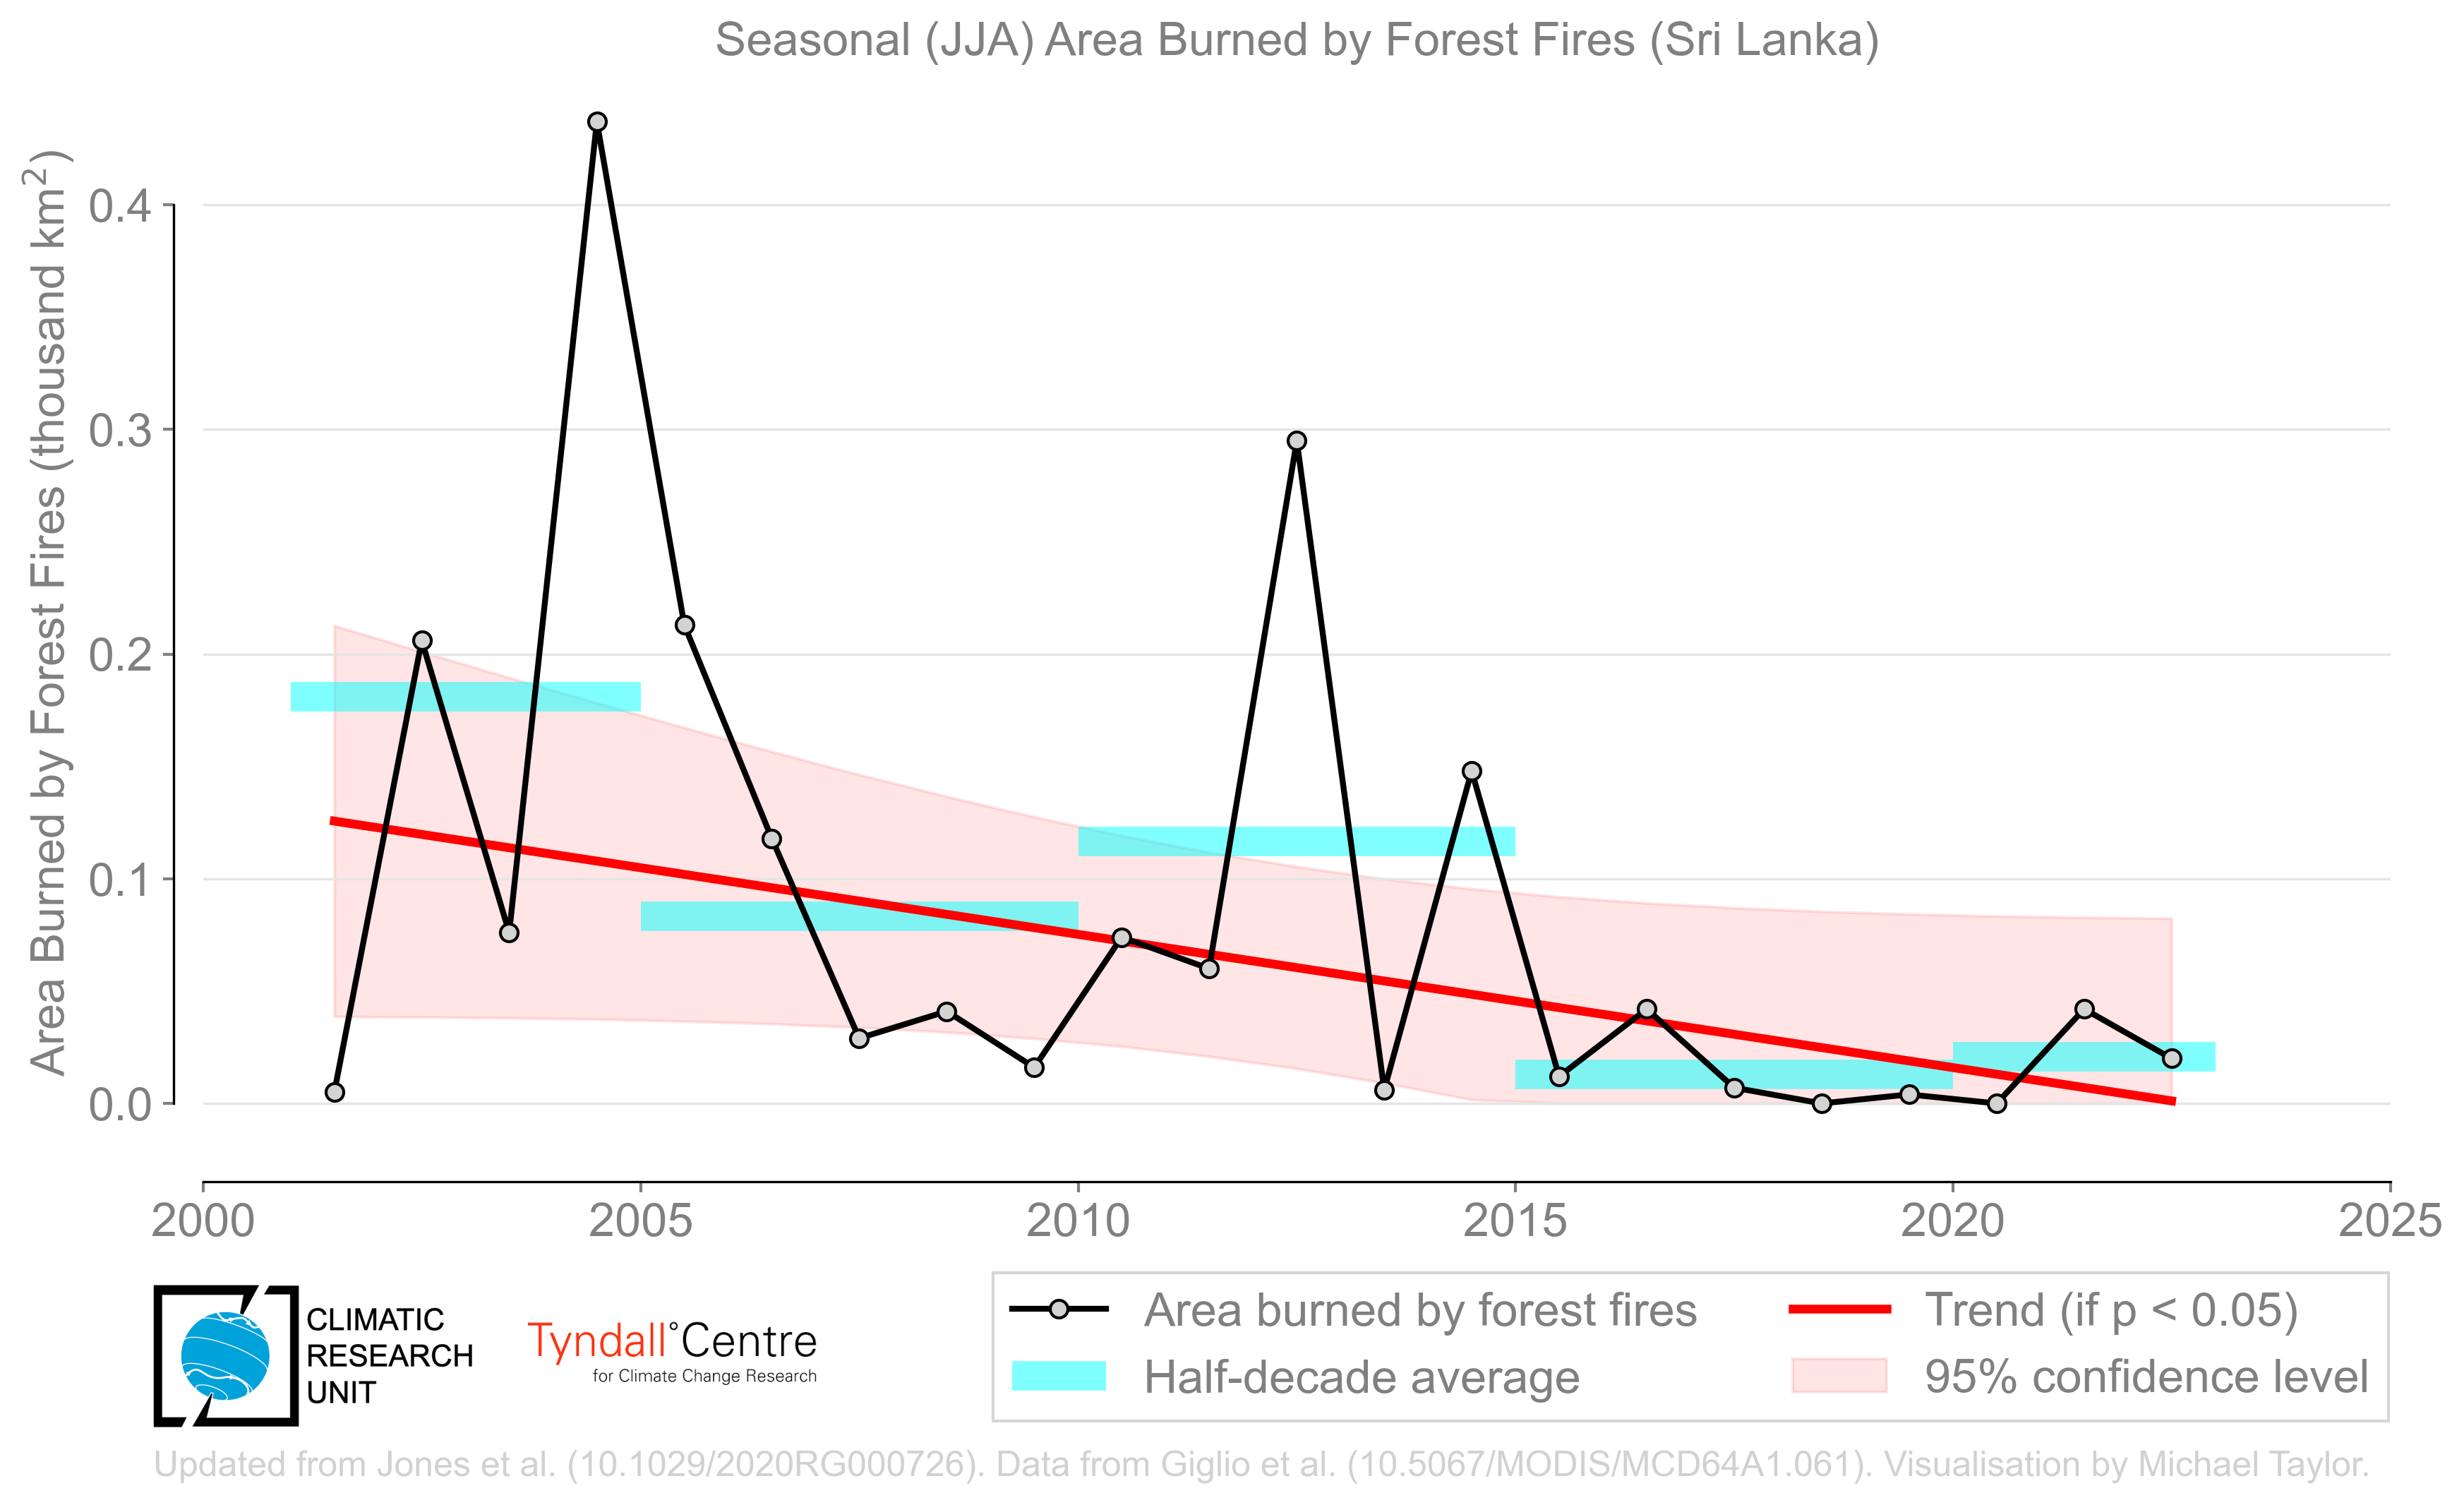 Seasonal (JJA) Area Burned by Forest Fires (Sri Lanka)
Area Burned by Forest Fires (thousand km²)
0.4
0.3
0.2
0.1
0.0
2000 2005 2010 2015 2020 2025
CLIMATIC
RESEARCH
UNIT
Tyndall°Centre
for Climate Change Research
Area burned by forest fires
Half-decade average
Trend (if p < 0.05)
95% confidence level
Updated from Jones et al. (10.1029/2020RG000726). Data from Giglio et al. (10.5067/MODIS/MCD64A1.061). Visualisation by Michael Taylor.